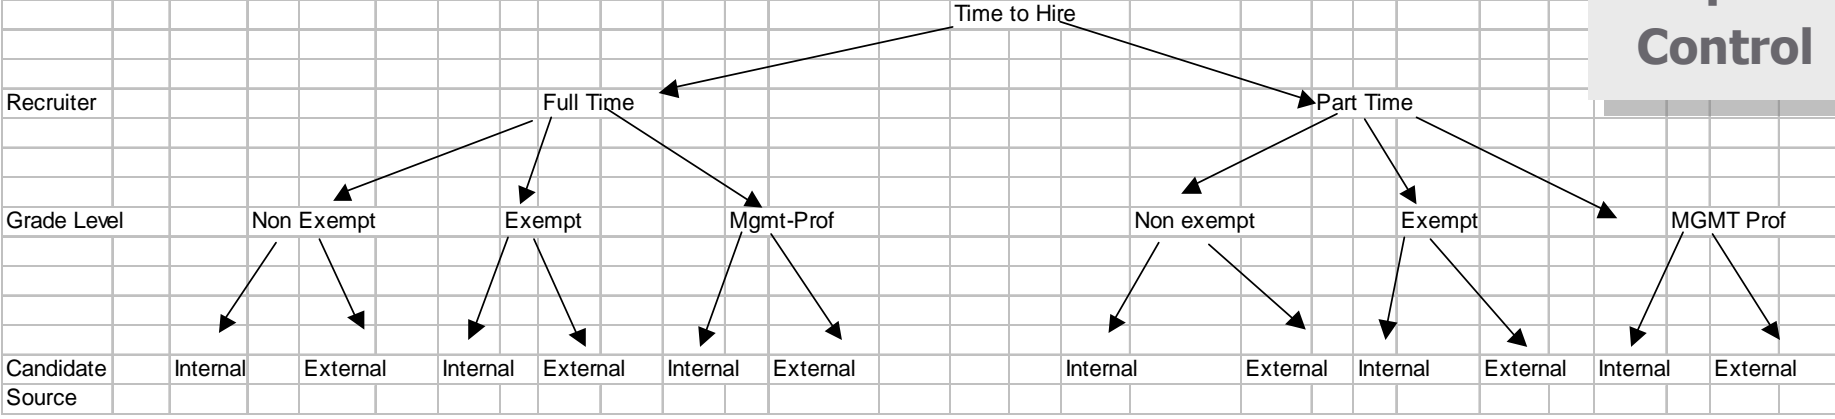 Time to Hire
Control
Recruiter Full Time Part Time
Grade Level Non Exempt Exempt Mgmt-Prof Non exempt Exempt MGMT Prof
Candidate Internal External Internal External Internal External Internal External Internal External Internal External
Source